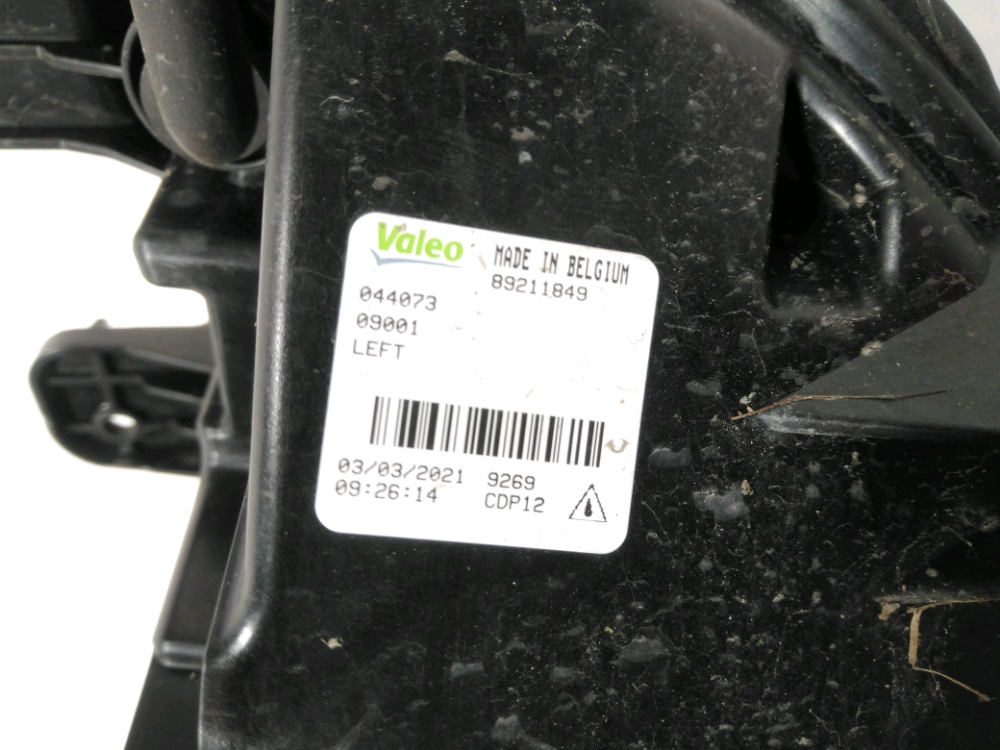 Valeo
MADE IN BELGIUM
89211849
044073
09001
LEFT
03/03/2021 9269
09:26:14 CDP12